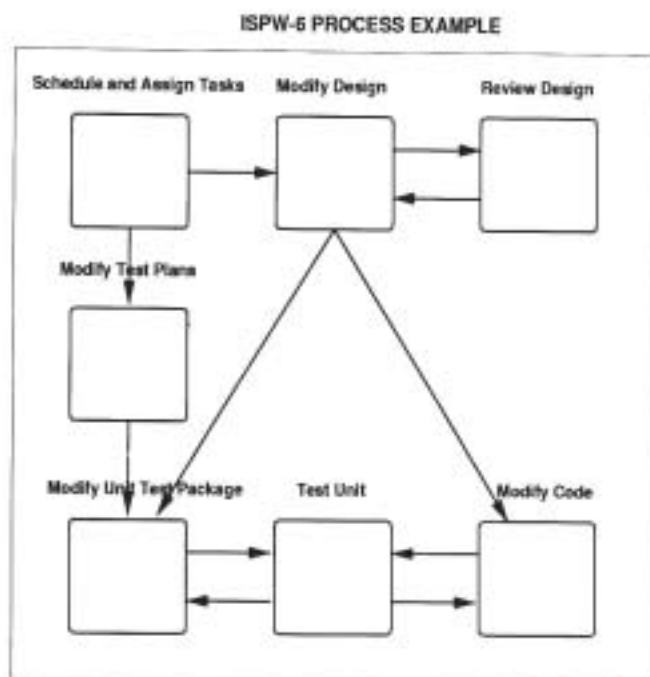 ISPW-6 PROCESS EXAMPLE
Schedule and Assign Tasks
Modify Design
Review Design
Modify Test Plans
Modify Unit Test Package
Test Unit
Modify Code